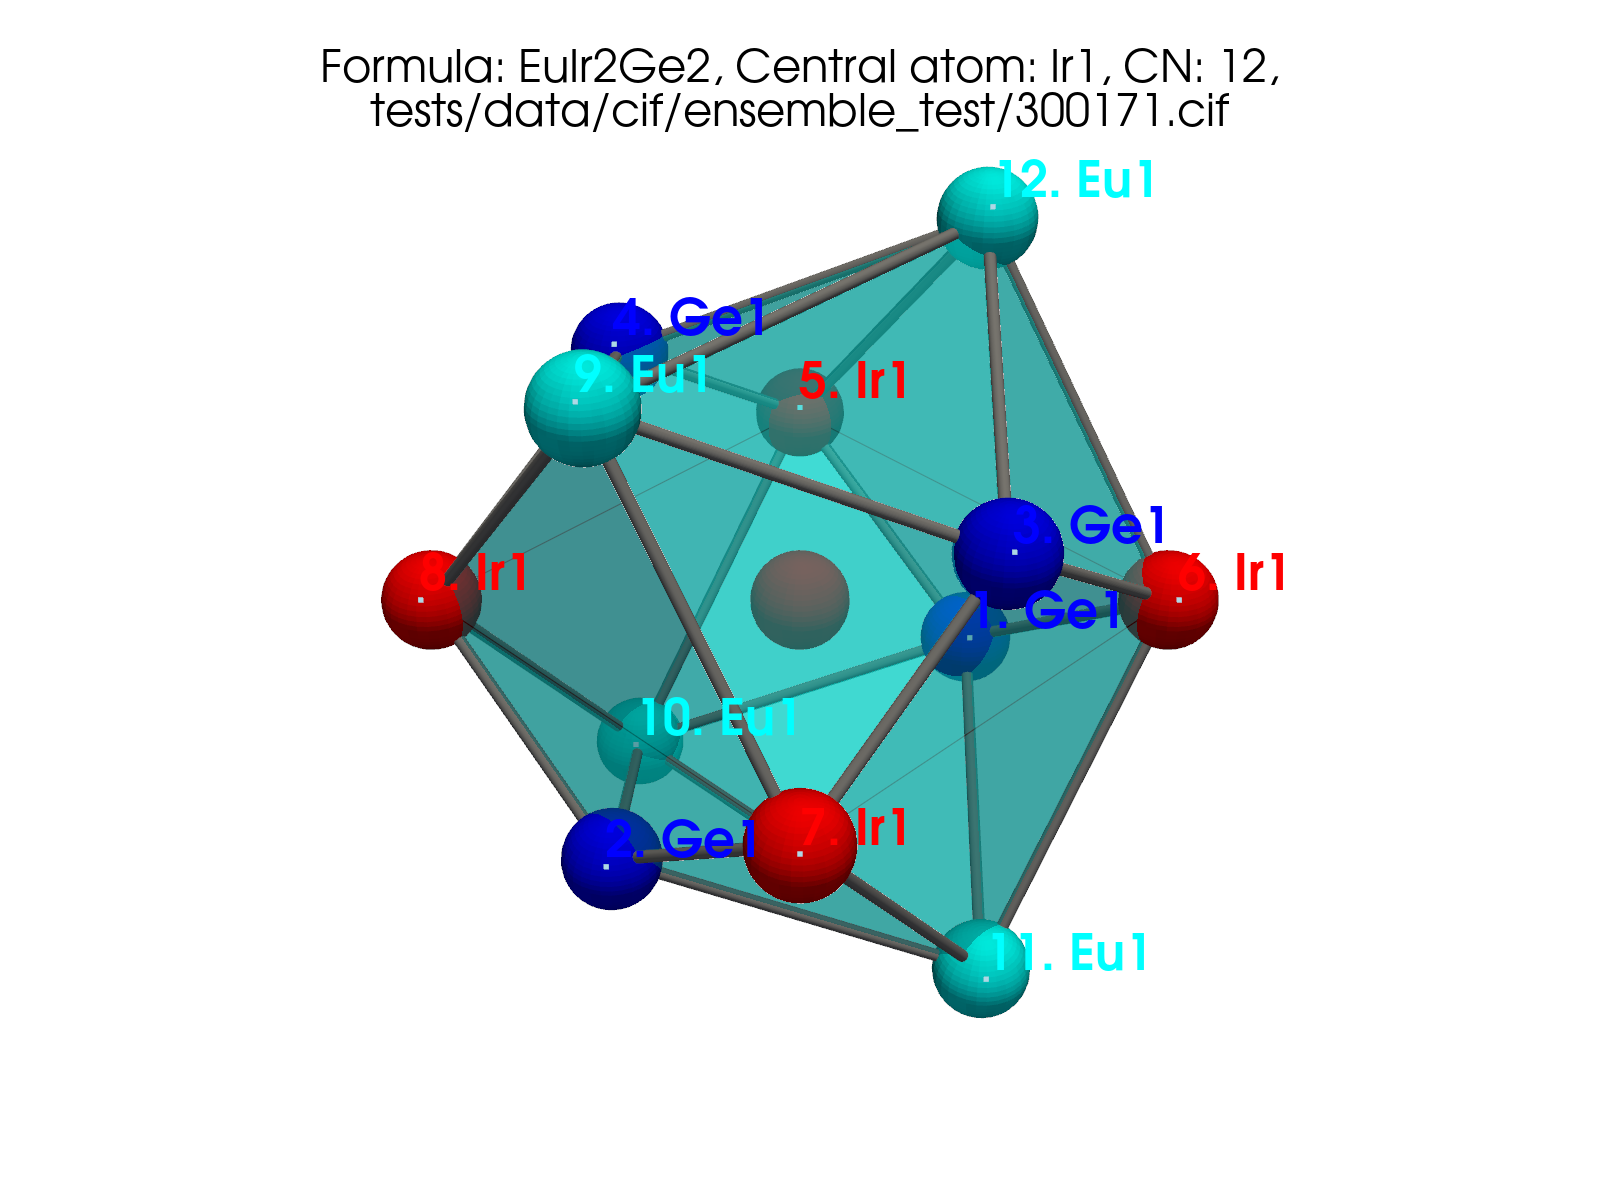 Formula: EuIr2Ge2, Central atom: Ir1, CN: 12,
tests/data/cif/ensemble_test/300171.cif
12. Eu1
4. Ge1
9. Eu1
5. Ir1
3. Ge1
8. Ir1
6. Ir1
1. Ge1
10. Eu1
2. Ge1
7. Ir1
11. Eu1